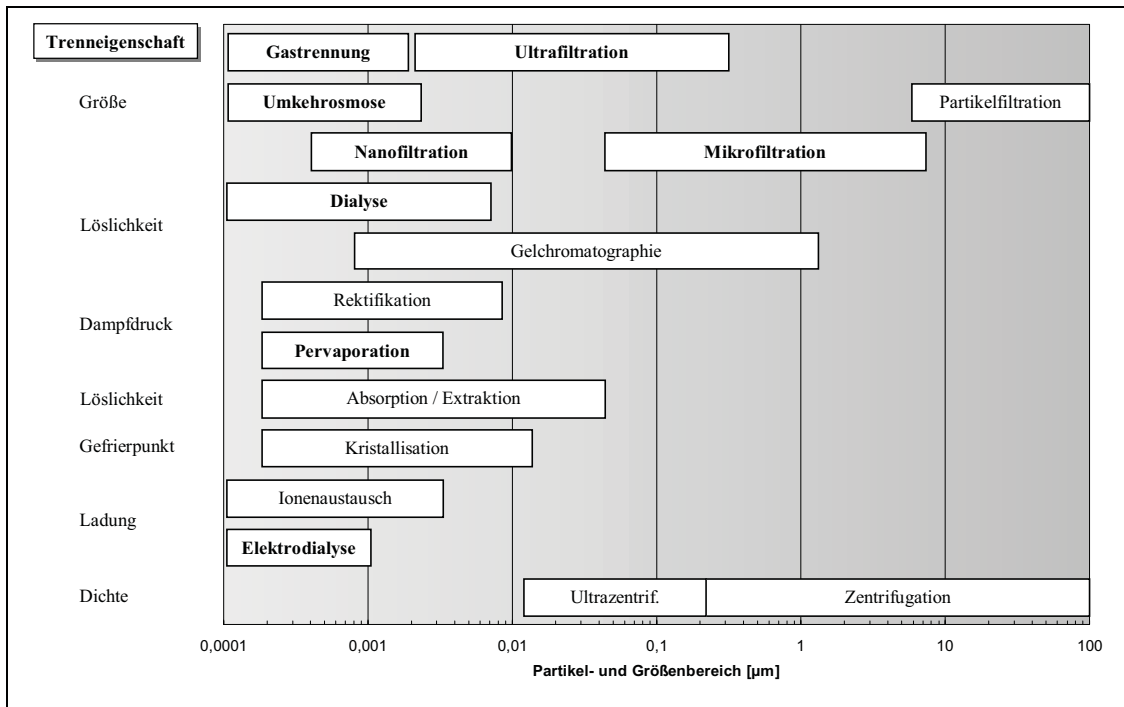 Trenneigenschaft
Gastrennung
Ultrafiltration
Größe
Umkehrosmose
Partikelfiltration
Nanofiltration
Mikrofiltration
Dialyse
Löslichkeit
Gelchromatographie
Rektifikation
Dampfdruck
Pervaporation
Löslichkeit
Absorption / Extraktion
Gefrierpunkt
Kristallisation
Ionenaustausch
Ladung
Elektrodialyse
Dichte
Ultrazentrif.
Zentrifugation
0,0001 0,001 0,01 0,1 1 10 100
Partikel- und Größenbereich [µm]